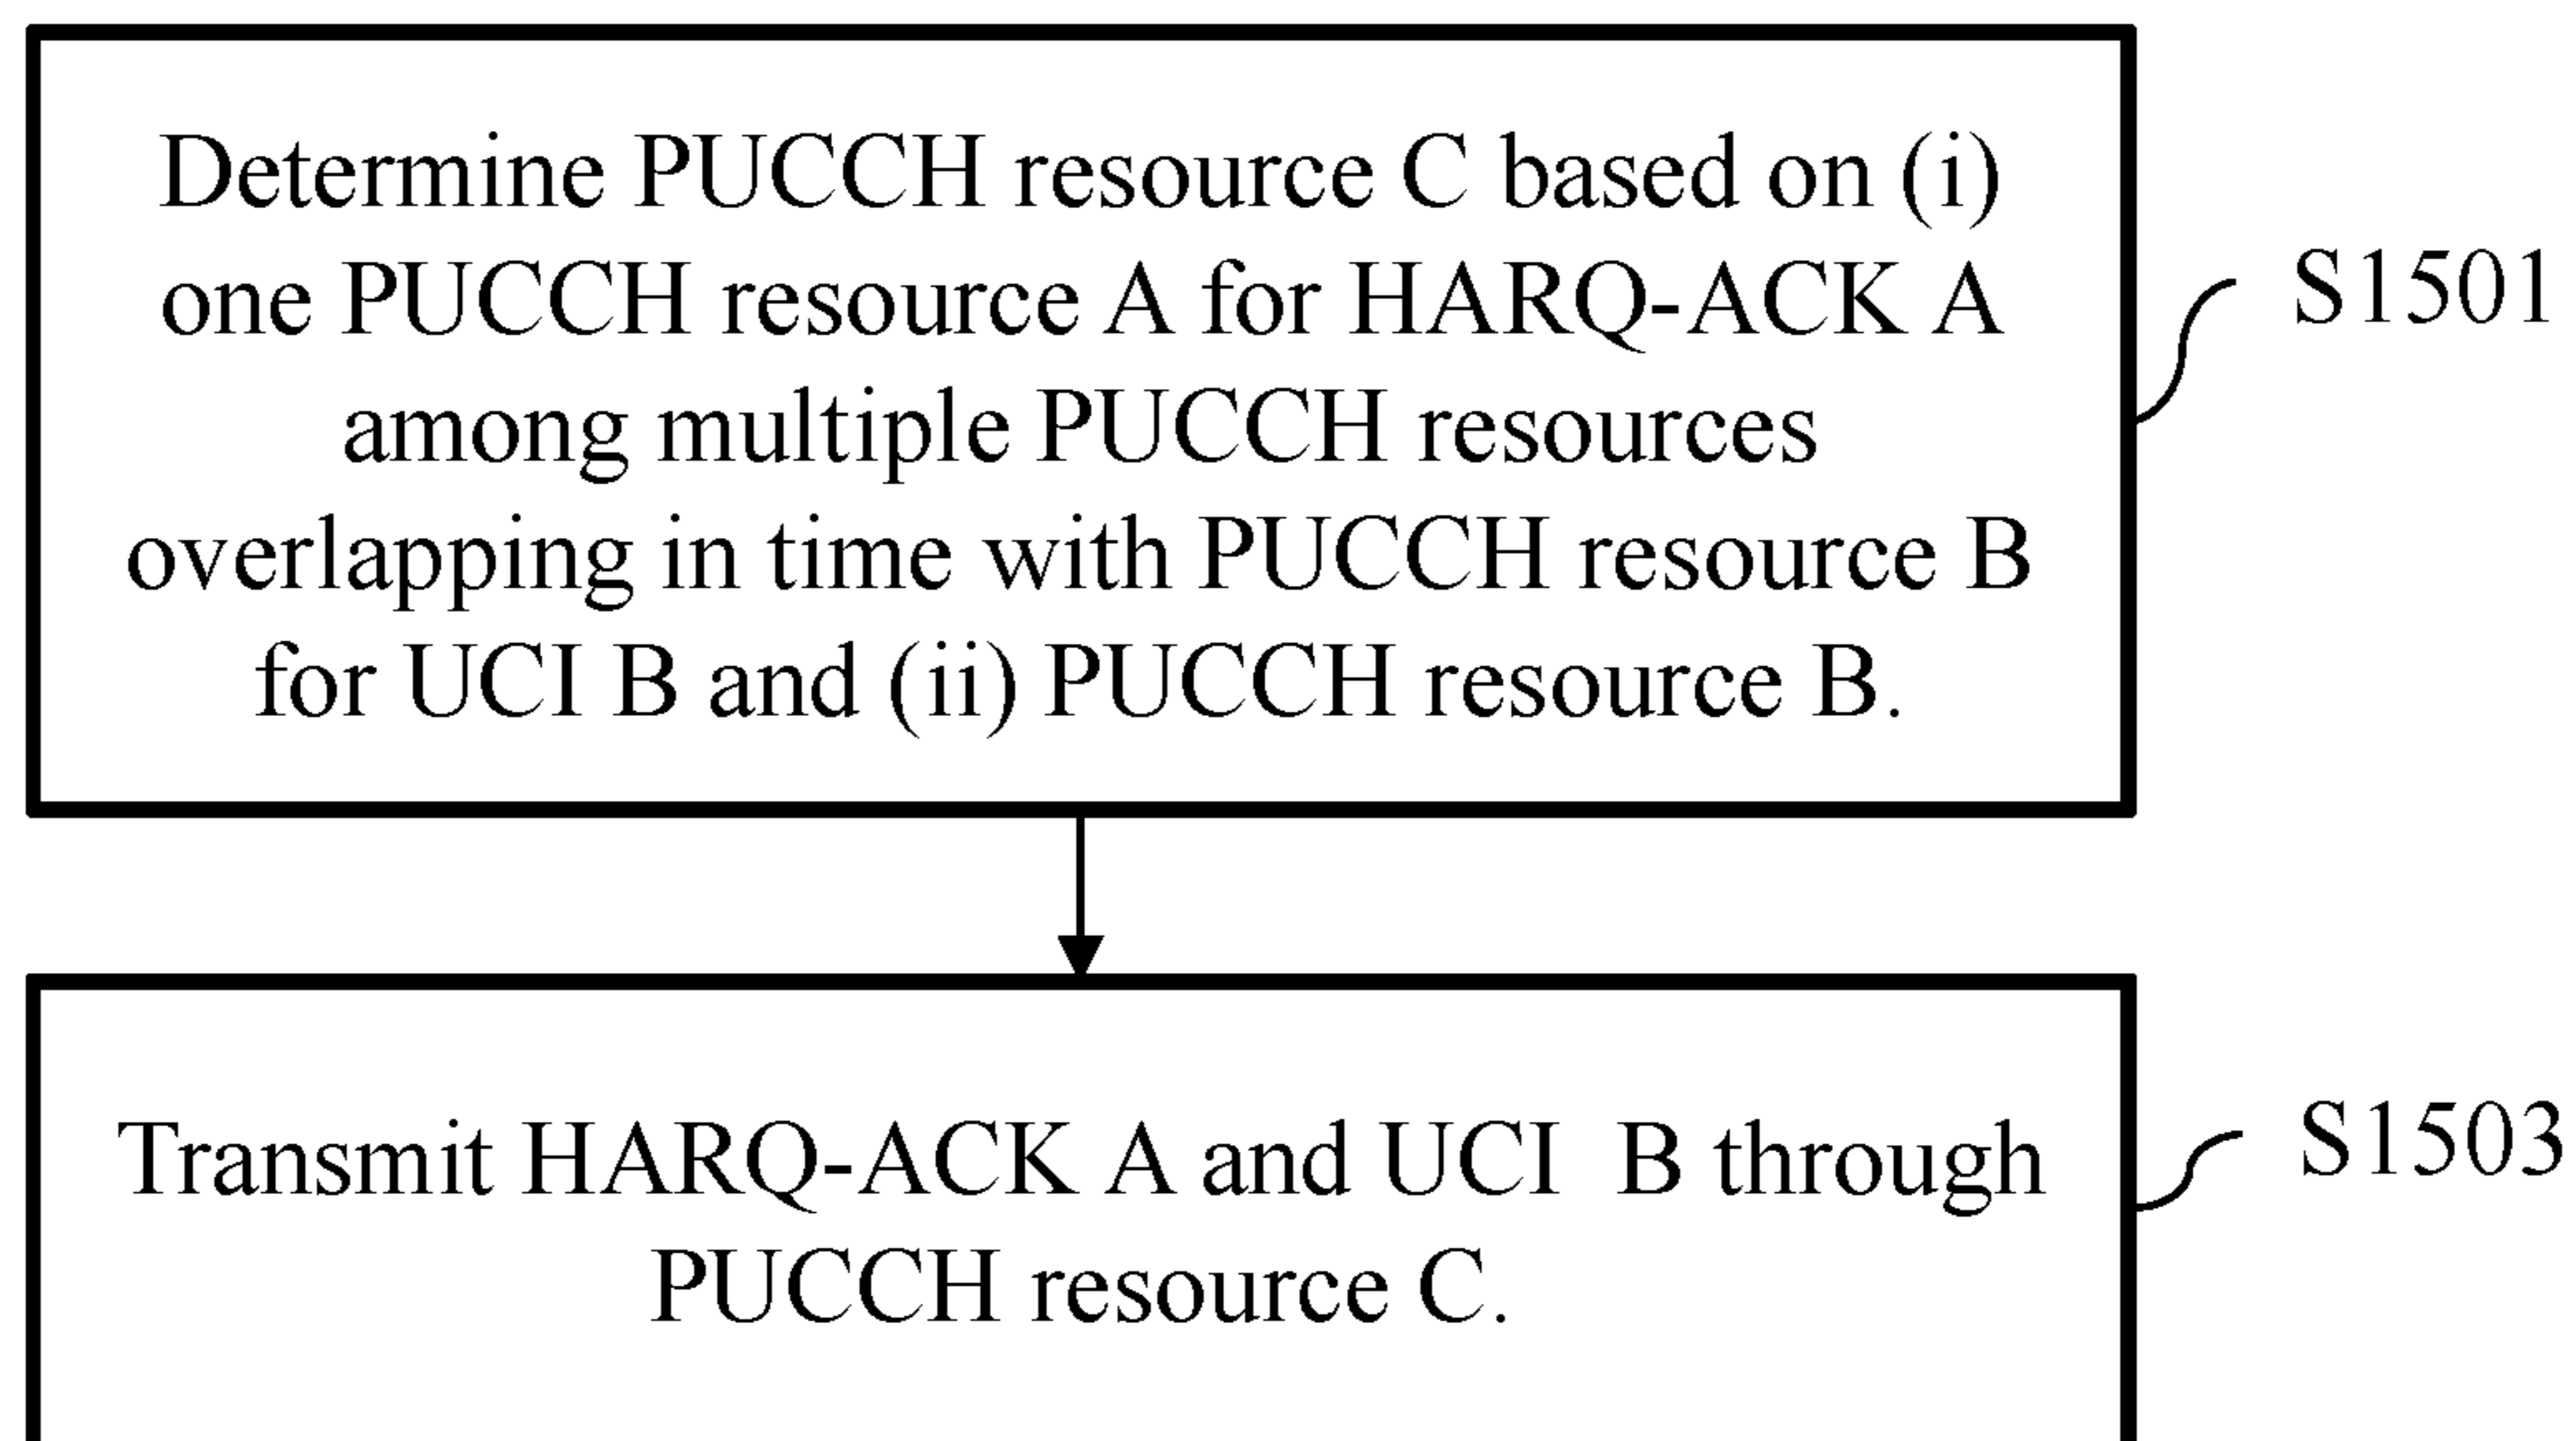 Determine PUCCH resource C based on (i)
one PUCCH resource A for HARQ-ACK A
among multiple PUCCH resources
overlapping in time with PUCCH resource B
for UCI B and (ii) PUCCH resource B.
S1501
Transmit HARQ-ACK A and UCI  B through
PUCCH resource C.
S1503